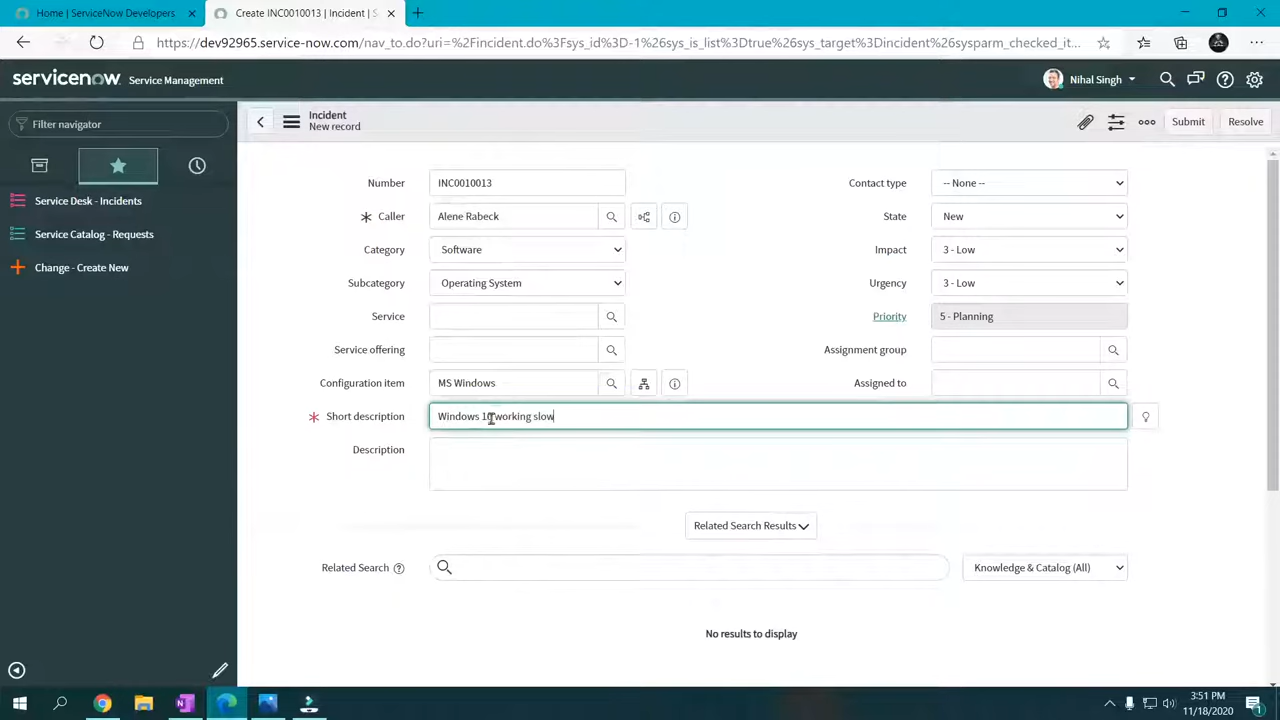 Home | ServiceNow Developers
Create INC0010013 | Incident | S
https://dev92965.service-now.com/nav_to.do?uri=%2Fincident.do%3Fsys_id%3D-1%26sys_is_list%3Dtrue%26sys_target%3Dincident%26sysparm_checked_it...
servicenow Service Management
Nihal Singh
Filter navigator
Service Desk - Incidents
Service Catalog - Requests
Change - Create New
Incident
New record
Submit
Resolve
Number
INC0010013
Contact type
-- None --
Caller
Alene Rabeck
State
New
Category
Software
Impact
3 - Low
Subcategory
Operating System
Urgency
3 - Low
Service
Priority
5 - Planning
Service offering
Assignment group
Configuration item
MS Windows
Assigned to
Short description
Windows 10 working slow
Description
Related Search Results
Related Search
Knowledge & Catalog (All)
No results to display
3:51 PM
11/18/2020
1